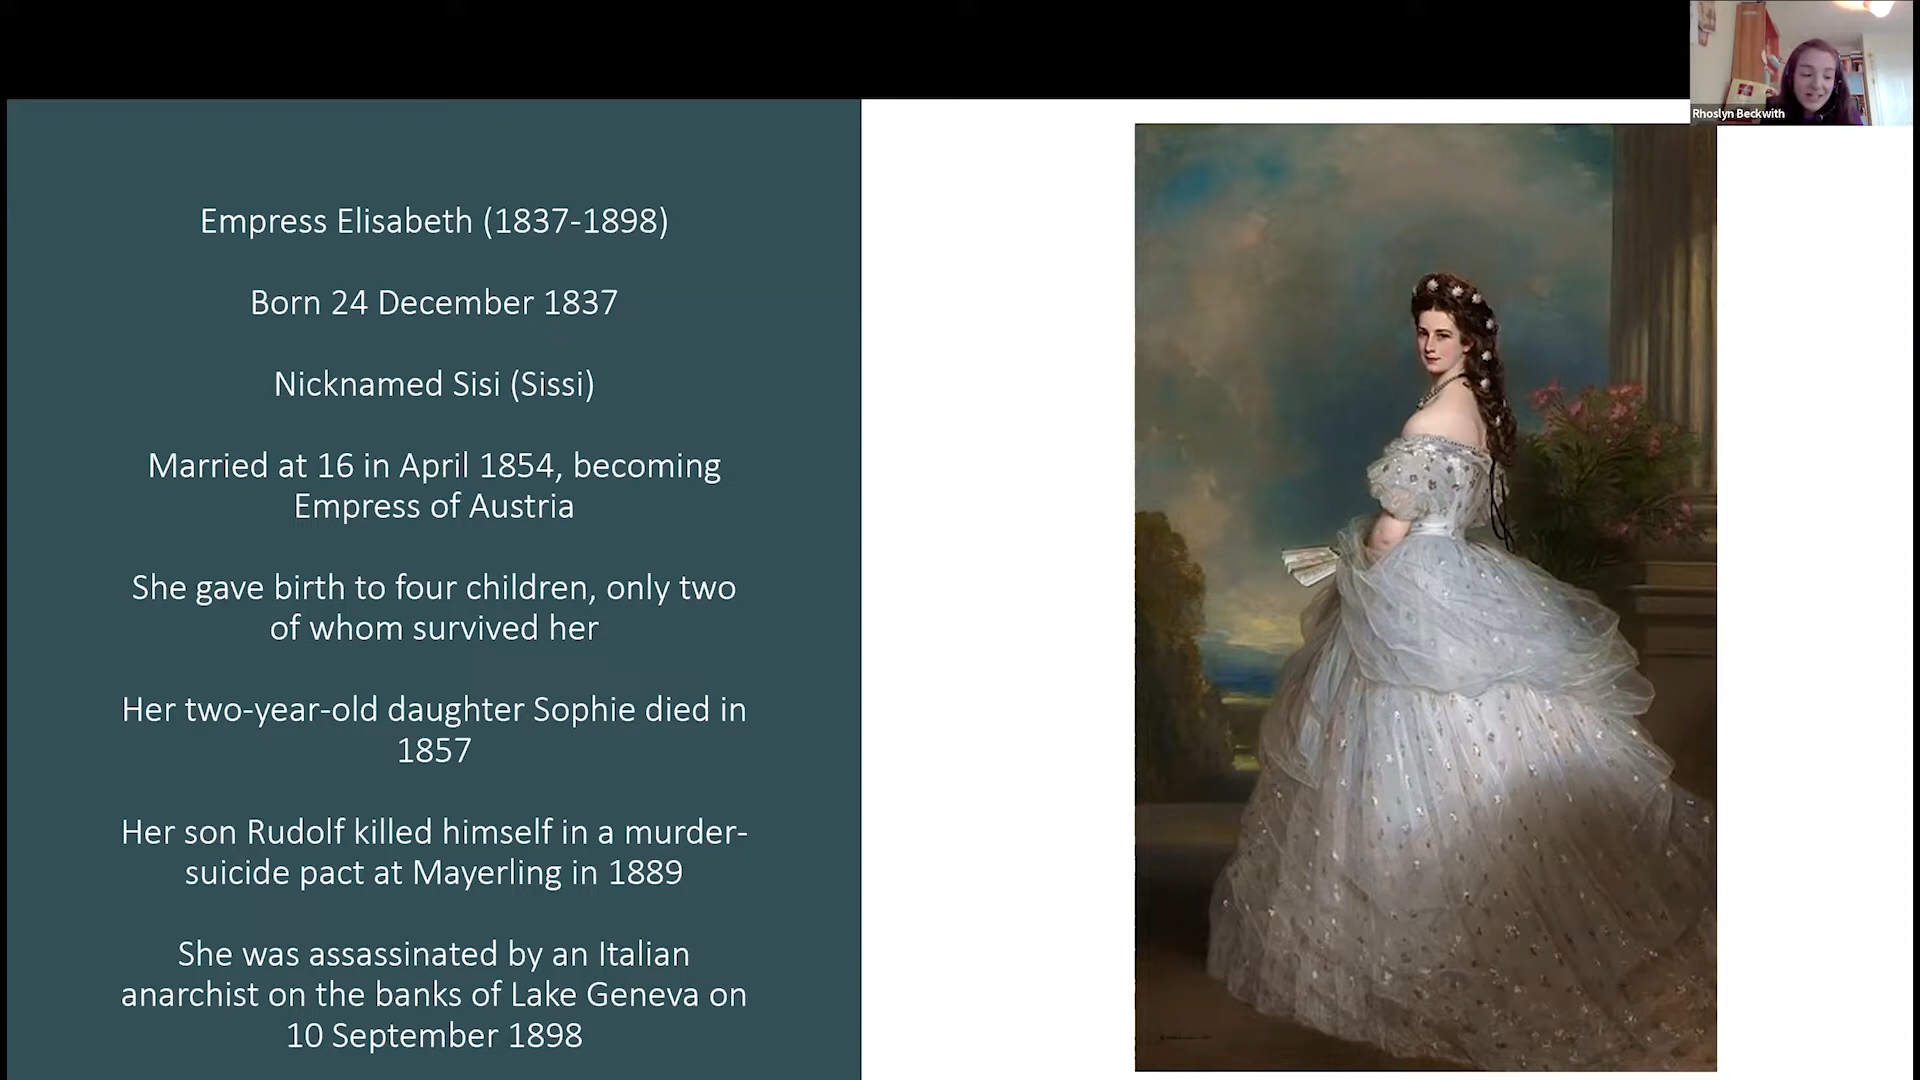 Rhoslyn Beckwith
Empress Elisabeth (1837-1898)
Born 24 December 1837
Nicknamed Sisi (Sissi)
Married at 16 in April 1854, becoming
Empress of Austria
She gave birth to four children, only two
of whom survived her
Her two-year-old daughter Sophie died in
1857
Her son Rudolf killed himself in a murder-
suicide pact at Mayerling in 1889
She was assassinated by an Italian
anarchist on the banks of Lake Geneva on
10 September 1898